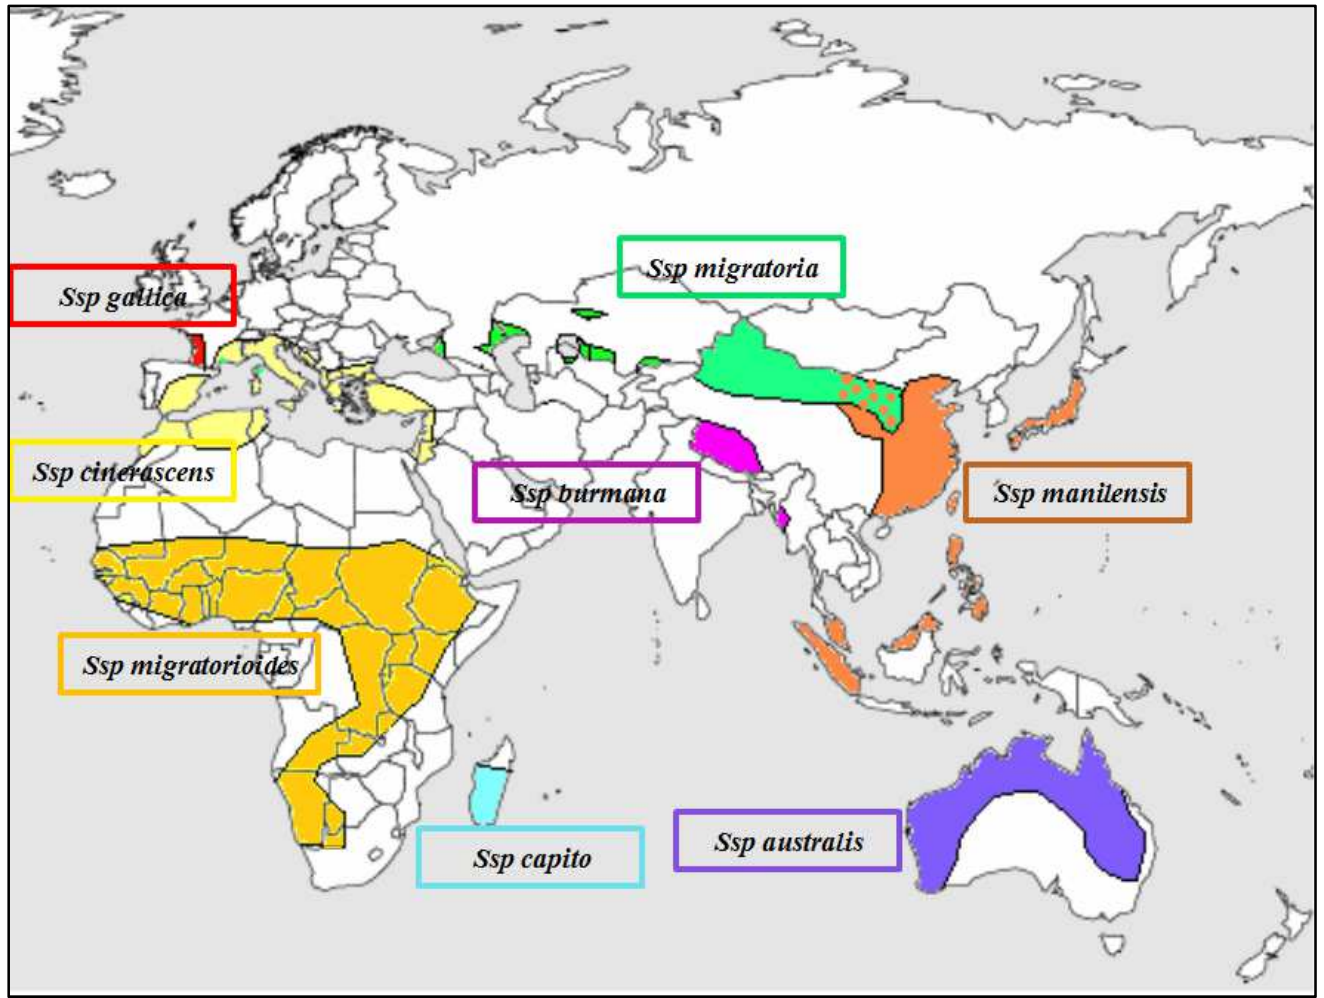 Ssp migratoria
Ssp gallica
Ssp cinerascens
Ssp burmana
Ssp manilensis
Ssp migratorioides
Ssp capito
Ssp australis